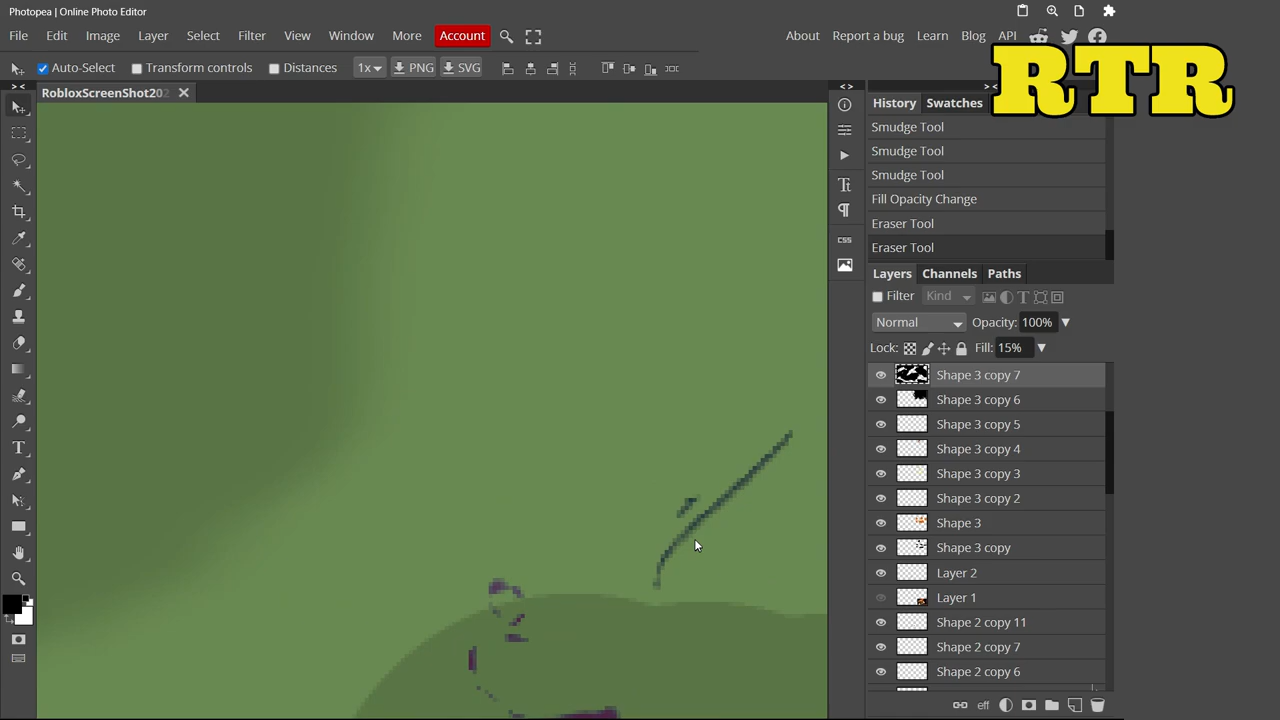 Photopea | Online Photo Editor
File Edit Image Layer Select Filter View Window More Account About Report a bug Learn Blog API
RTR
Auto-Select Transform controls Distances 1x PNG SVG
RobloxScreenShot202
History Swatches
Smudge Tool
Smudge Tool
Smudge Tool
Fill Opacity Change
Eraser Tool
Eraser Tool
CSS
Layers Channels Paths
Filter Kind
Normal Opacity: 100%
Lock: Fill: 15%
Shape 3 copy 7
Shape 3 copy 6
Shape 3 copy 5
Shape 3 copy 4
Shape 3 copy 3
Shape 3 copy 2
Shape 3
Shape 3 copy
Layer 2
Layer 1
Shape 2 copy 11
Shape 2 copy 7
Shape 2 copy 6
eff